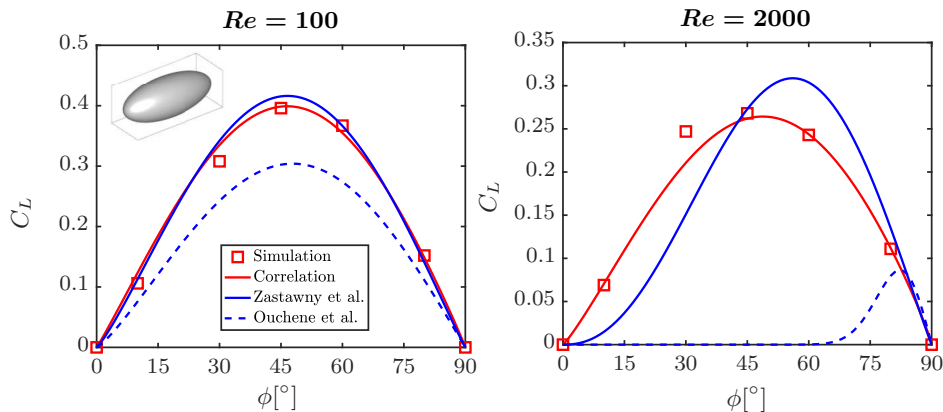 Re = 100
0.5
0.4
0.3
0.2
0.1
0
C_L
0 15 30 45 60 75 90
ϕ[°]
Simulation
Correlation
Zastawny et al.
Ouchene et al.
Re = 2000
0.35
0.3
0.25
0.2
0.15
0.1
0.05
0
C_L
0 15 30 45 60 75 90
ϕ[°]